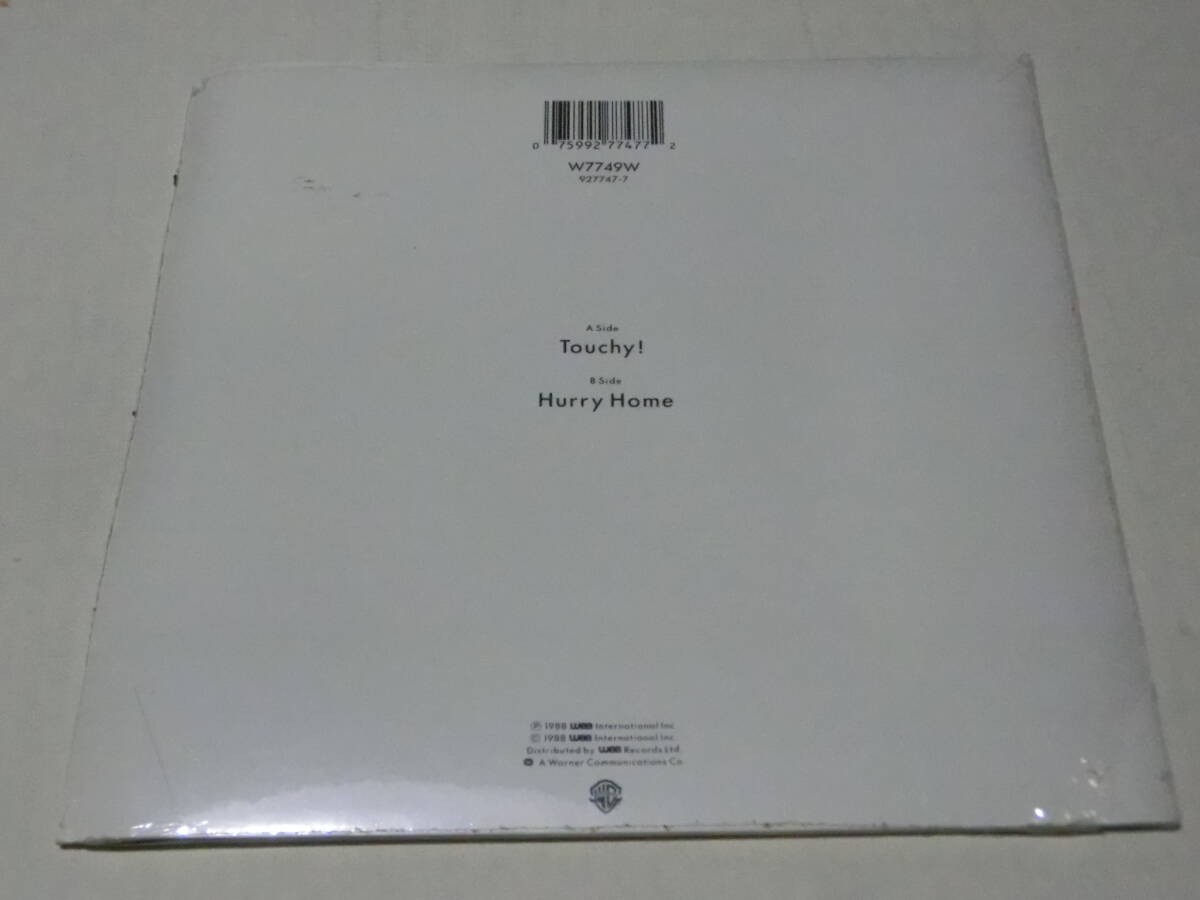 0 75992 77477 2
W7749W
927747-7
A Side
Touchy!
B Side
Hurry Home
Ⓟ 1988 wea International Inc.
© 1988 wea International Inc.
Distributed by wea Records Ltd.
A Warner Communications Co.